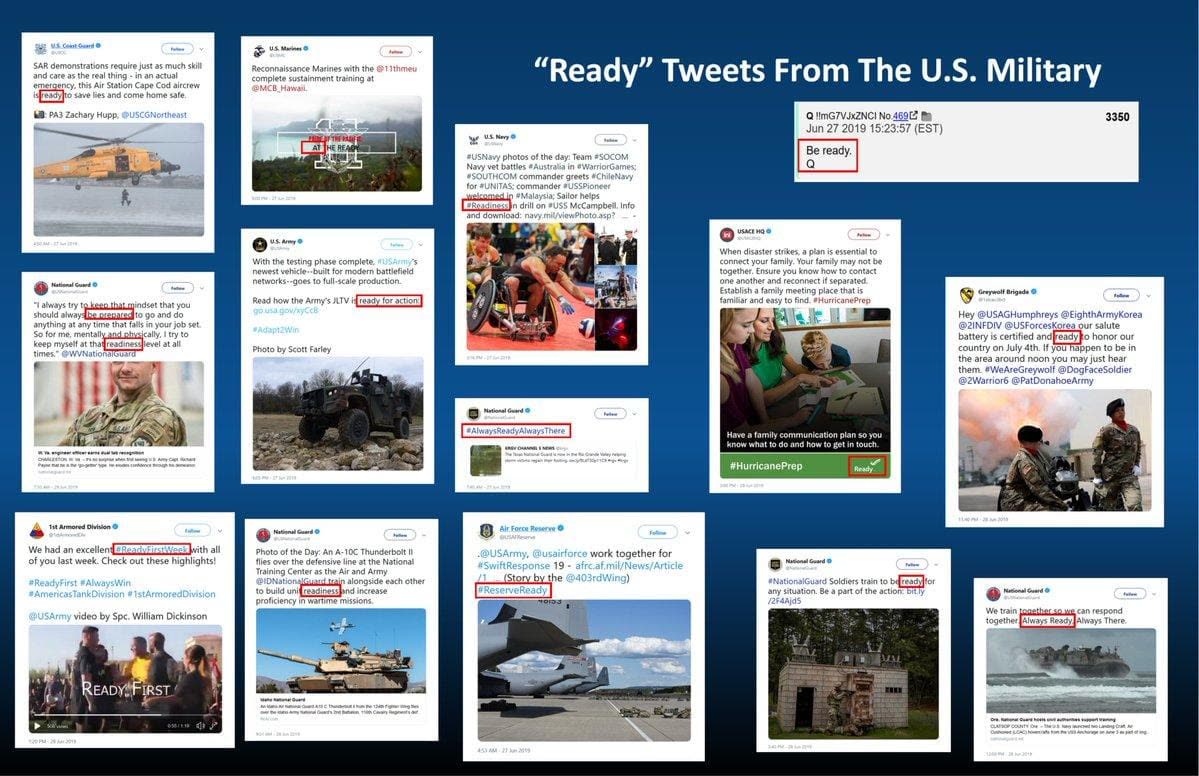 “Ready” Tweets From The U.S. Military
Q !!mG7VJxZNCI No.469
3350
Jun 27 2019 15:23:57 (EST)
Be ready.
Q
U.S. Coast Guard
@USCG
Follow
SAR demonstrations require just as much skill
and care as the real thing - in an actual
emergency, this Air Station Cape Cod aircrew
is ready to save lies and come home safe.
: PA3 Zachary Hupp, @USCGNortheast
4:50 AM - 27 Jun 2019
U.S. Marines
@USMC
Follow
Reconnaissance Marines with the @11thmeu
complete sustainment training at
@MCB_Hawaii.
PRIDE OF THE PACIFIC
AT THE READY
5:00 PM - 27 Jun 2019
U.S. Navy
@USNavy
Follow
#USNavy photos of the day: Team #SOCOM
Navy vet battles #Australia in #WarriorGames;
#SOUTHCOM commander greets #ChileNavy
for #UNITAS; commander #USSPioneer
welcomed in #Malaysia; Sailor helps
#Readiness in drill on #USS McCampbell. Info
and download: navy.mil/viewPhoto.asp? ...
3:16 PM - 27 Jun 2019
USACE HQ
@USACEHQ
Follow
When disaster strikes, a plan is essential to
connect your family. Your family may not be
together. Ensure you know how to contact
one another and reconnect if separated.
Establish a family meeting place that is
familiar and easy to find. #HurricanePrep
Have a family communication plan so you
know what to do and how to get in touch.
#HurricanePrep
Ready
3:00 PM - 28 Jun 2019
Greywolf Brigade
Follow
Hey @USAGHumphreys @EighthArmyKorea
@2INFDIV @USForcesKorea our salute
battery is certified and ready to honor our
country on July 4th. If you happen to be in
the area around noon you may just hear
them. #WeAreGreywolf @DogFaceSoldier
@2Warrior6 @PatDonahoeArmy
11:40 PM - 28 Jun 2019
National Guard
@USNationalGuard
Follow
"I always try to keep that mindset that you
should always be prepared to go and do
anything at any time that falls in your job set.
So for me, mentally and physically, I try to
keep myself at that readiness level at all
times." @WVNationalGuard
W. Va. engineer officer earns dual tab recognition
CHARLESTON, W. Va. – It's no surprise when first seeing U.S. Army Capt. Richard
Payne that he is the 'go-getter' type. He exudes confidence through his demeanor.
nationalguard.mil
7:30 AM - 28 Jun 2019
U.S. Army
@USArmy
Follow
With the testing phase complete, #USArmy's
newest vehicle--built for modern battlefield
networks--goes to full-scale production.
Read how the Army's JLTV is ready for action:
go.usa.gov/xyCcB
#Adapt2Win
Photo by Scott Farley
5:05 PM - 27 Jun 2019
National Guard
@NationalGuard
Follow
#AlwaysReadyAlwaysThere
KRGV CHANNEL 5 NEWS
The Texas National Guard is now in the Rio Grande Valley helping
storm victims regain their footing.
7:40 AM - 27 Jun 2019
1st Armored Division
@1stArmoredDiv
Follow
We had an excellent #ReadyFirstWeek with all
of you last week. Check out these highlights!
#ReadyFirst #AlwaysWin
#AmericasTankDivision #1stArmoredDivision
@USArmy video by Spc. William Dickinson
READY FIRST
508 views
0:55 / 1:19
1:20 PM - 28 Jun 2019
National Guard
@USNationalGuard
Follow
Photo of the Day: An A-10C Thunderbolt II
flies over the defensive line at the National
Training Center as the Air and Army
@IDNationalGuard train alongside each other
to build unit readiness and increase
proficiency in wartime missions.
Idaho National Guard
An Idaho Air National Guard A-10 C Thunderbolt II from the 124th Fighter Wing flies
over the Idaho Army National Guard's 2nd Battalion, 116th Cavalry Regiment's def
flickr.com
9:01 AM - 28 Jun 2019
Air Force Reserve
@USAFReserve
Follow
.@USArmy, @usairforce work together for
#SwiftResponse 19 - afrc.af.mil/News/Article
/1 ... (Story by the @403rdWing)
#ReserveReady
4:53 AM - 27 Jun 2019
National Guard
@NationalGuard
Follow
#NationalGuard Soldiers train to be ready for
any situation. Be a part of the action: bit.ly
/2F4Ajd5
3:40 PM - 28 Jun 2019
National Guard
@USNationalGuard
Follow
We train together so we can respond
together. Always Ready, Always There.
Ore. National Guard hosts civil authorities support training
CLATSOP COUNTY, Ore. – The U.S. Navy launched two Landing Craft, Air
Cushioned (LCAC) hovercrafts from the USS Anchorage on June 3 as part of ong..
nationalguard.mil
12:00 PM - 28 Jun 2019